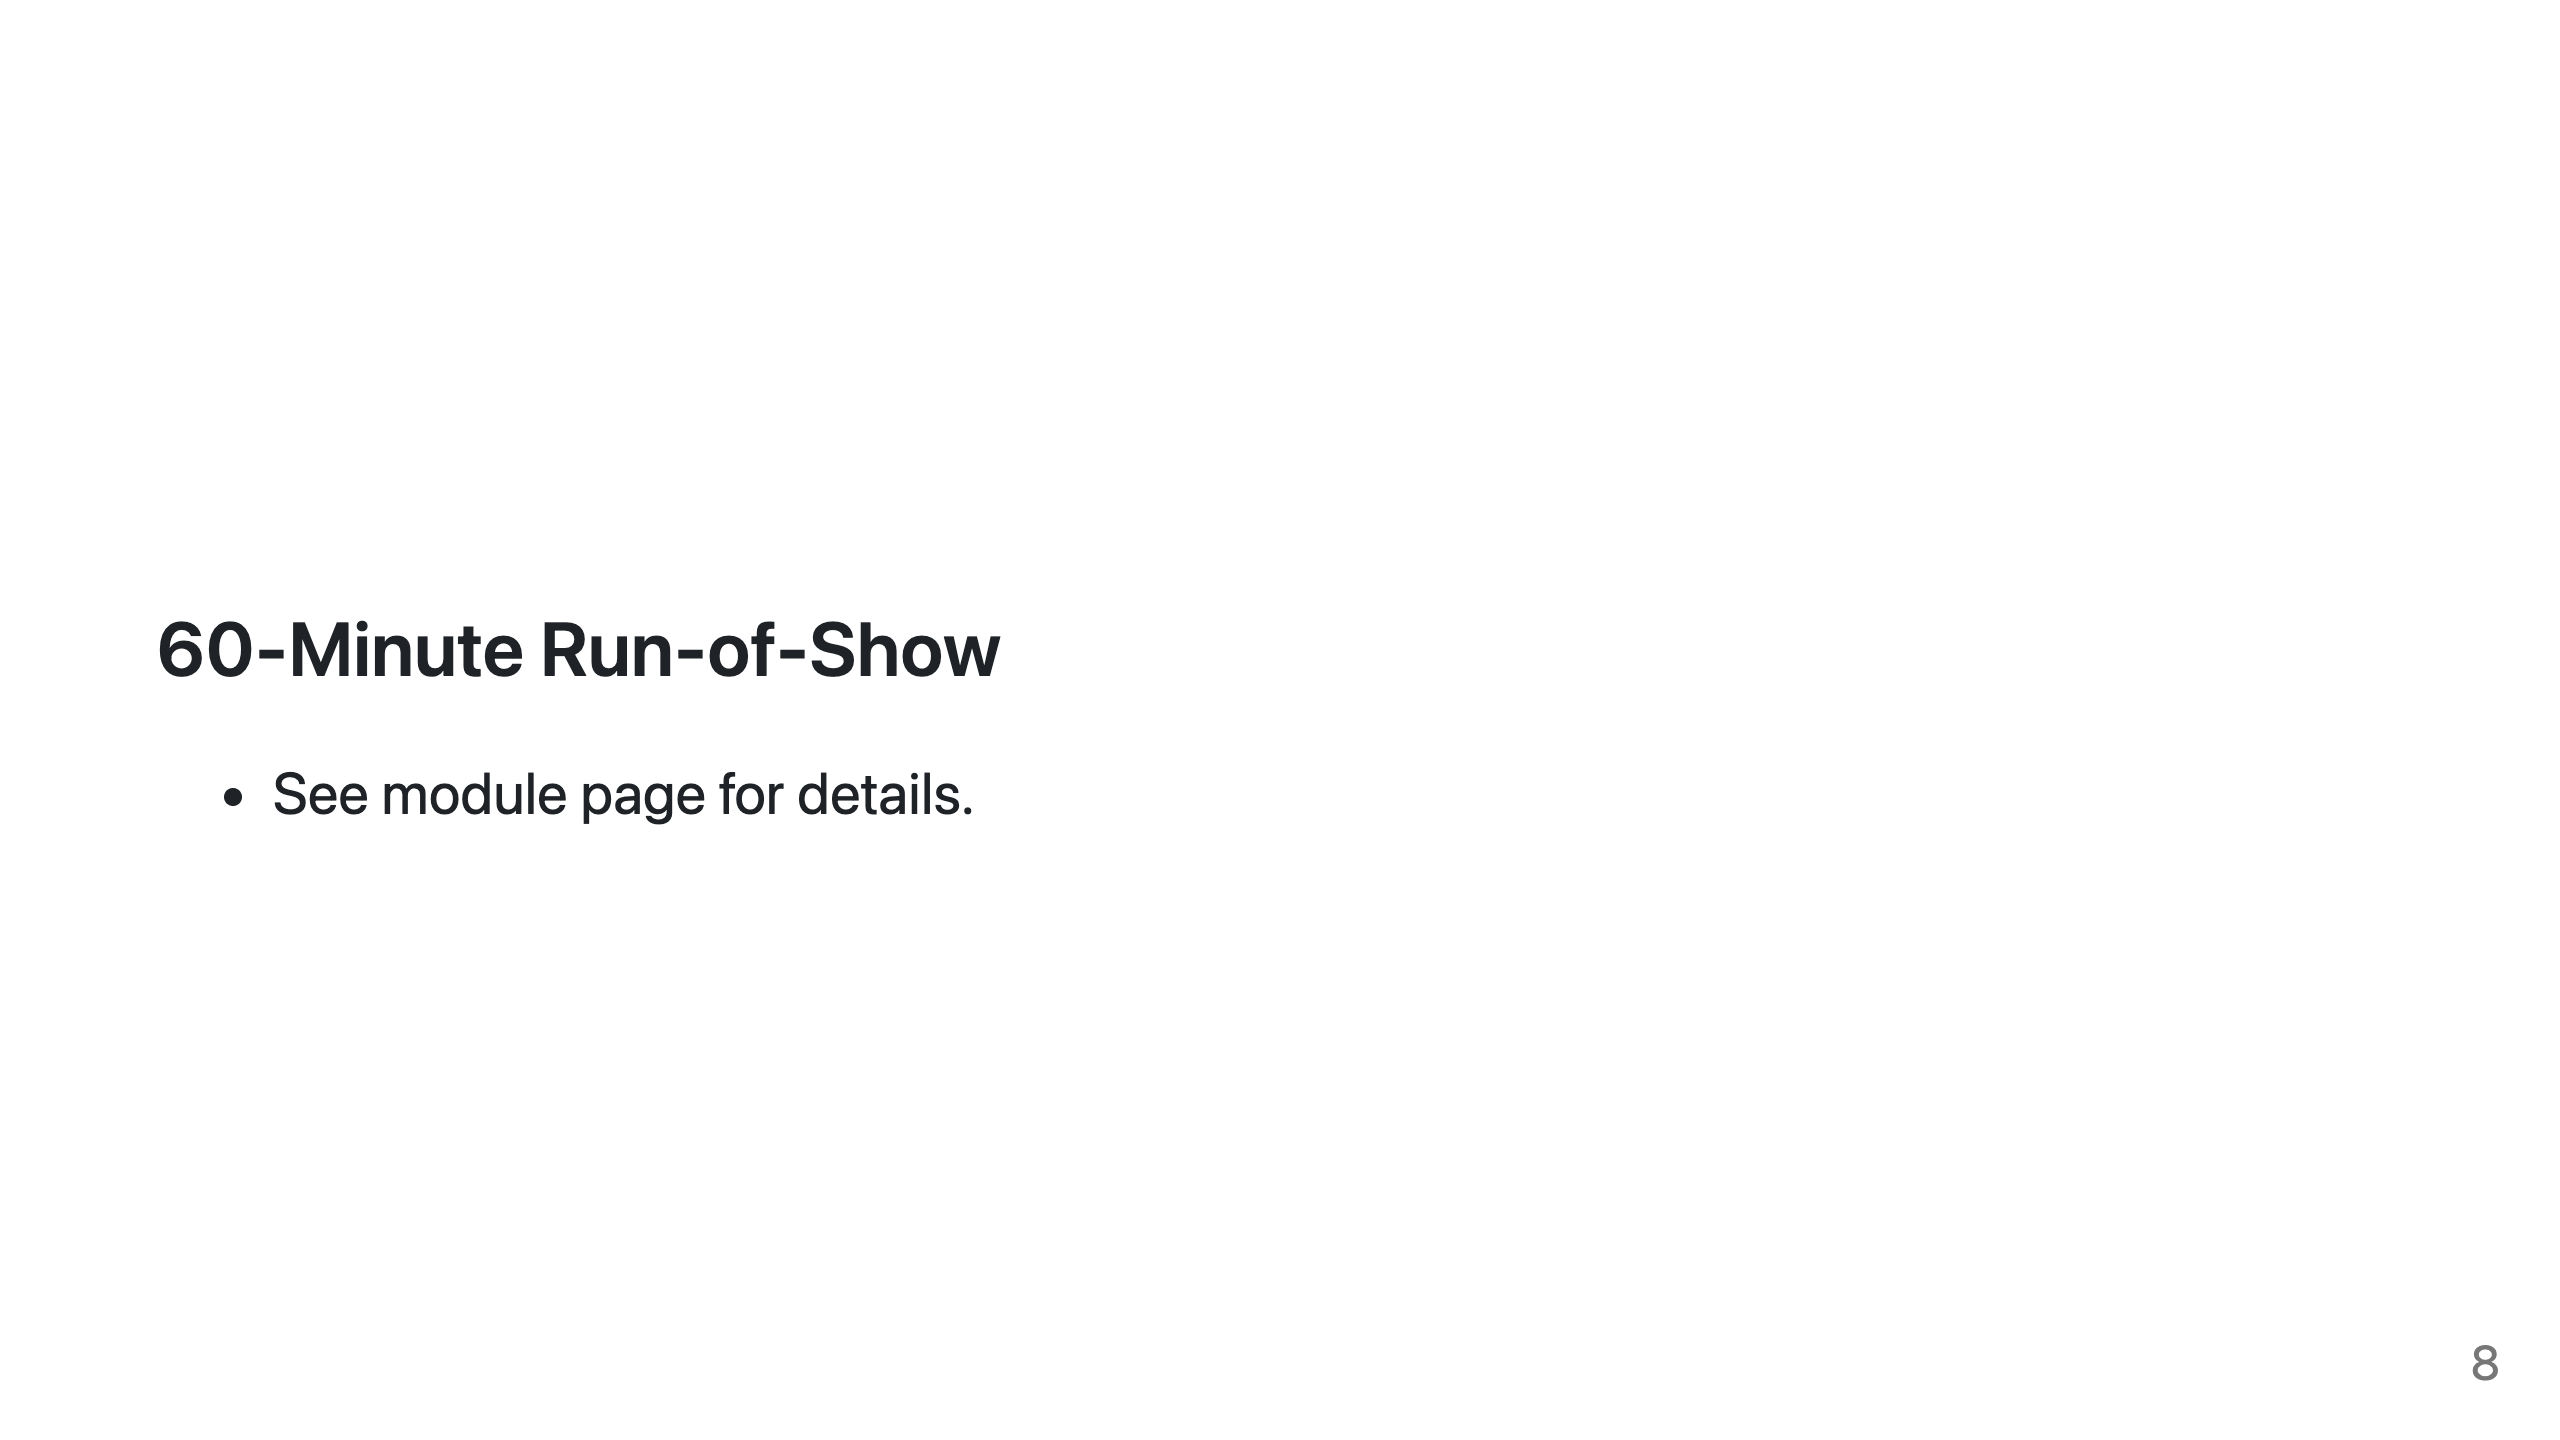 60-Minute Run-of-Show
• See module page for details.
8